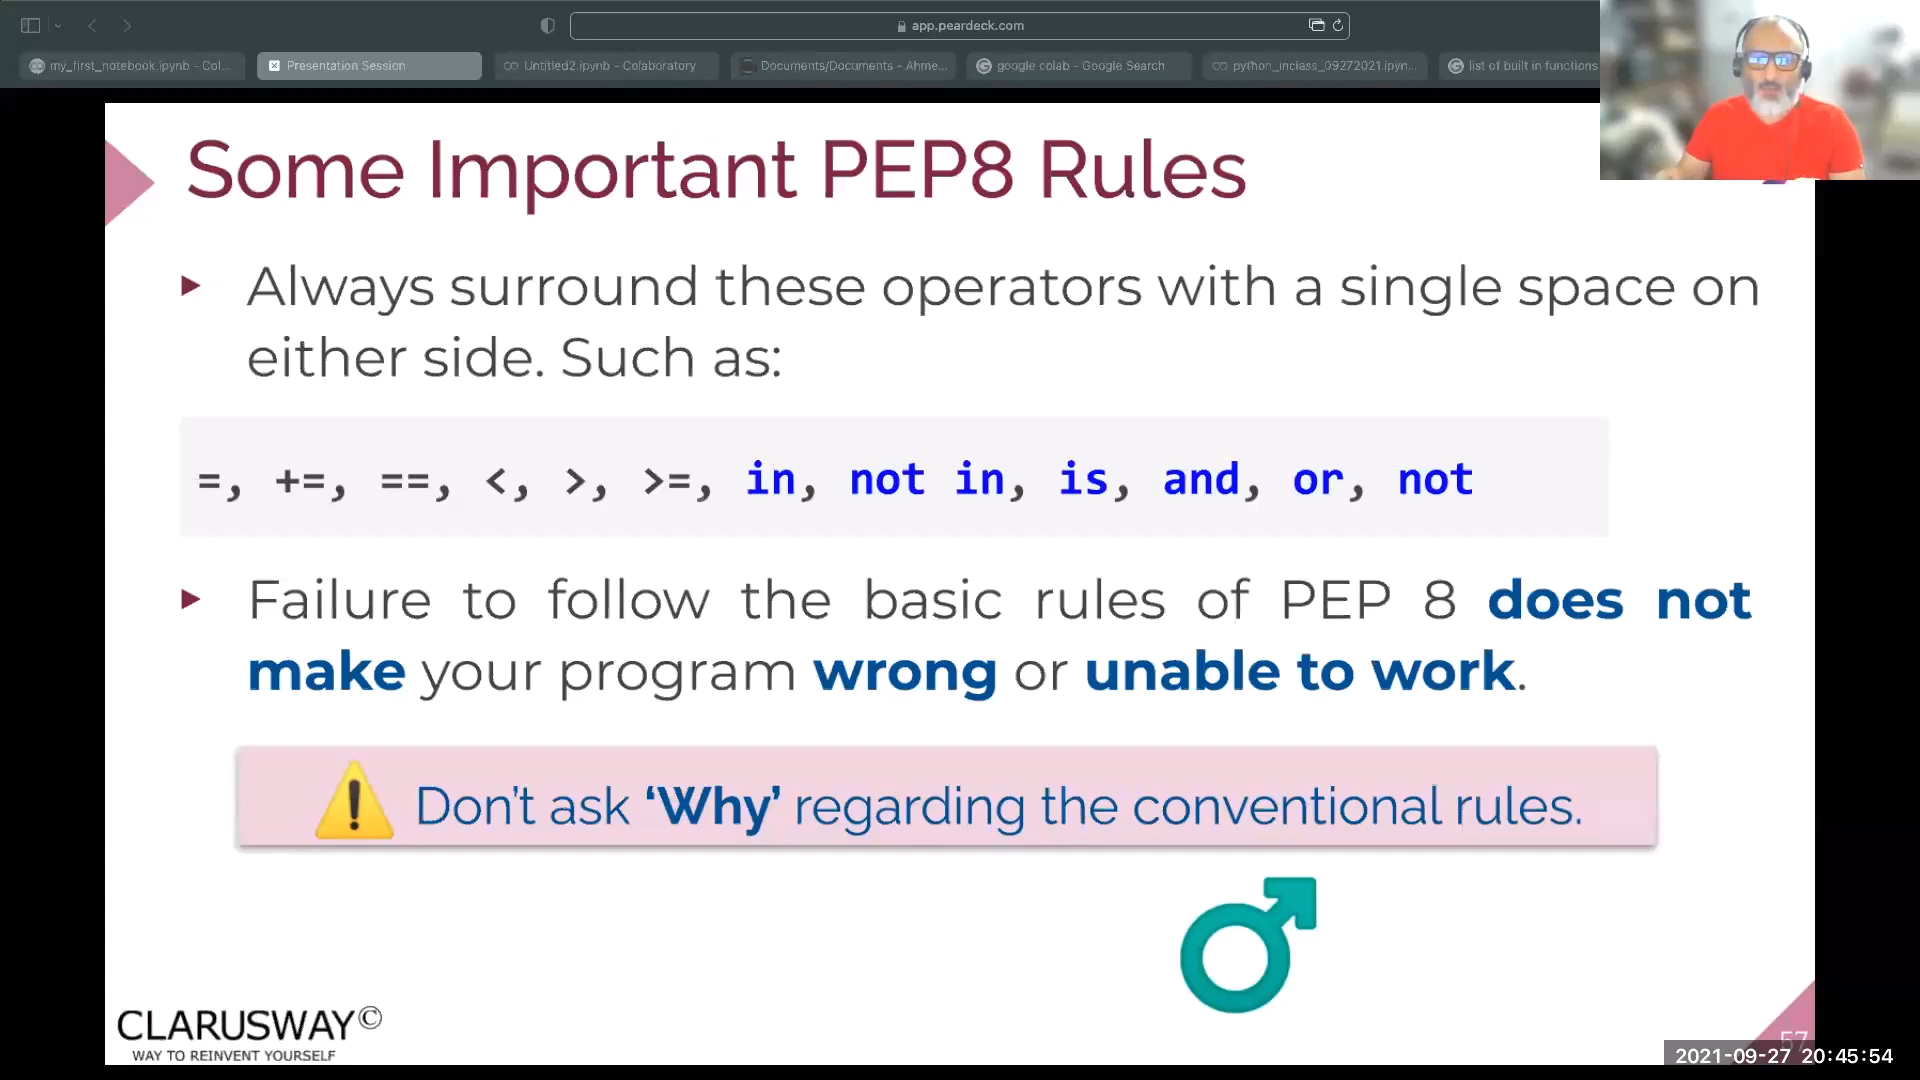 app.peardeck.com
my_first_notebook.ipynb - Col...
Presentation Session
Untitled2.ipynb - Colaboratory
Documents/Documents - Ahme...
google colab - Google Search
python_inclass_09272021.ipyn...
list of built in functions
Some Important PEP8 Rules
Always surround these operators with a single space on
either side. Such as:
=, +=, ==, <, >, >=, in, not in, is, and, or, not
Failure to follow the basic rules of PEP 8 does not
make your program wrong or unable to work.
Don't ask ‘Why’ regarding the conventional rules.
CLARUSWAY©
WAY TO REINVENT YOURSELF
57
2021-09-27 20:45:54